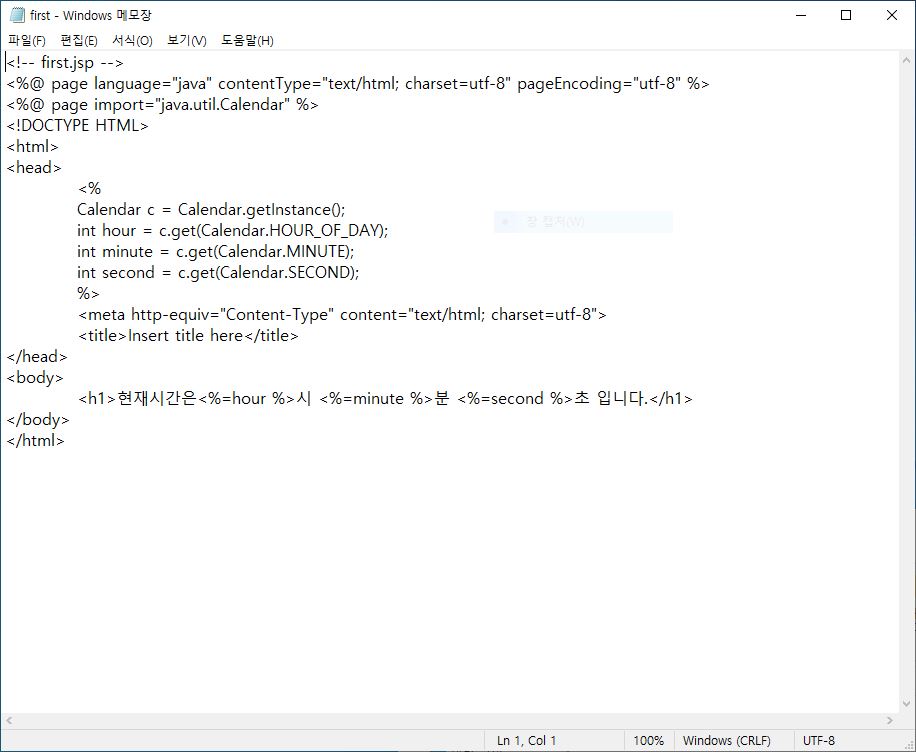 first - Windows 메모장
파일(F) 편집(E) 서식(O) 보기(V) 도움말(H)
<!-- first.jsp -->
<%@ page language="java" contentType="text/html; charset=utf-8" pageEncoding="utf-8" %>
<%@ page import="java.util.Calendar" %>
<!DOCTYPE HTML>
<html>
<head>
<%
Calendar c = Calendar.getInstance();
창 캡처(W)
int hour = c.get(Calendar.HOUR_OF_DAY);
int minute = c.get(Calendar.MINUTE);
int second = c.get(Calendar.SECOND);
%>
<meta http-equiv="Content-Type" content="text/html; charset=utf-8">
<title>Insert title here</title>
</head>
<body>
<h1>현재시간은<%=hour %>시 <%=minute %>분 <%=second %>초 입니다.</h1>
</body>
</html>
Ln 1, Col 1 100% Windows (CRLF) UTF-8